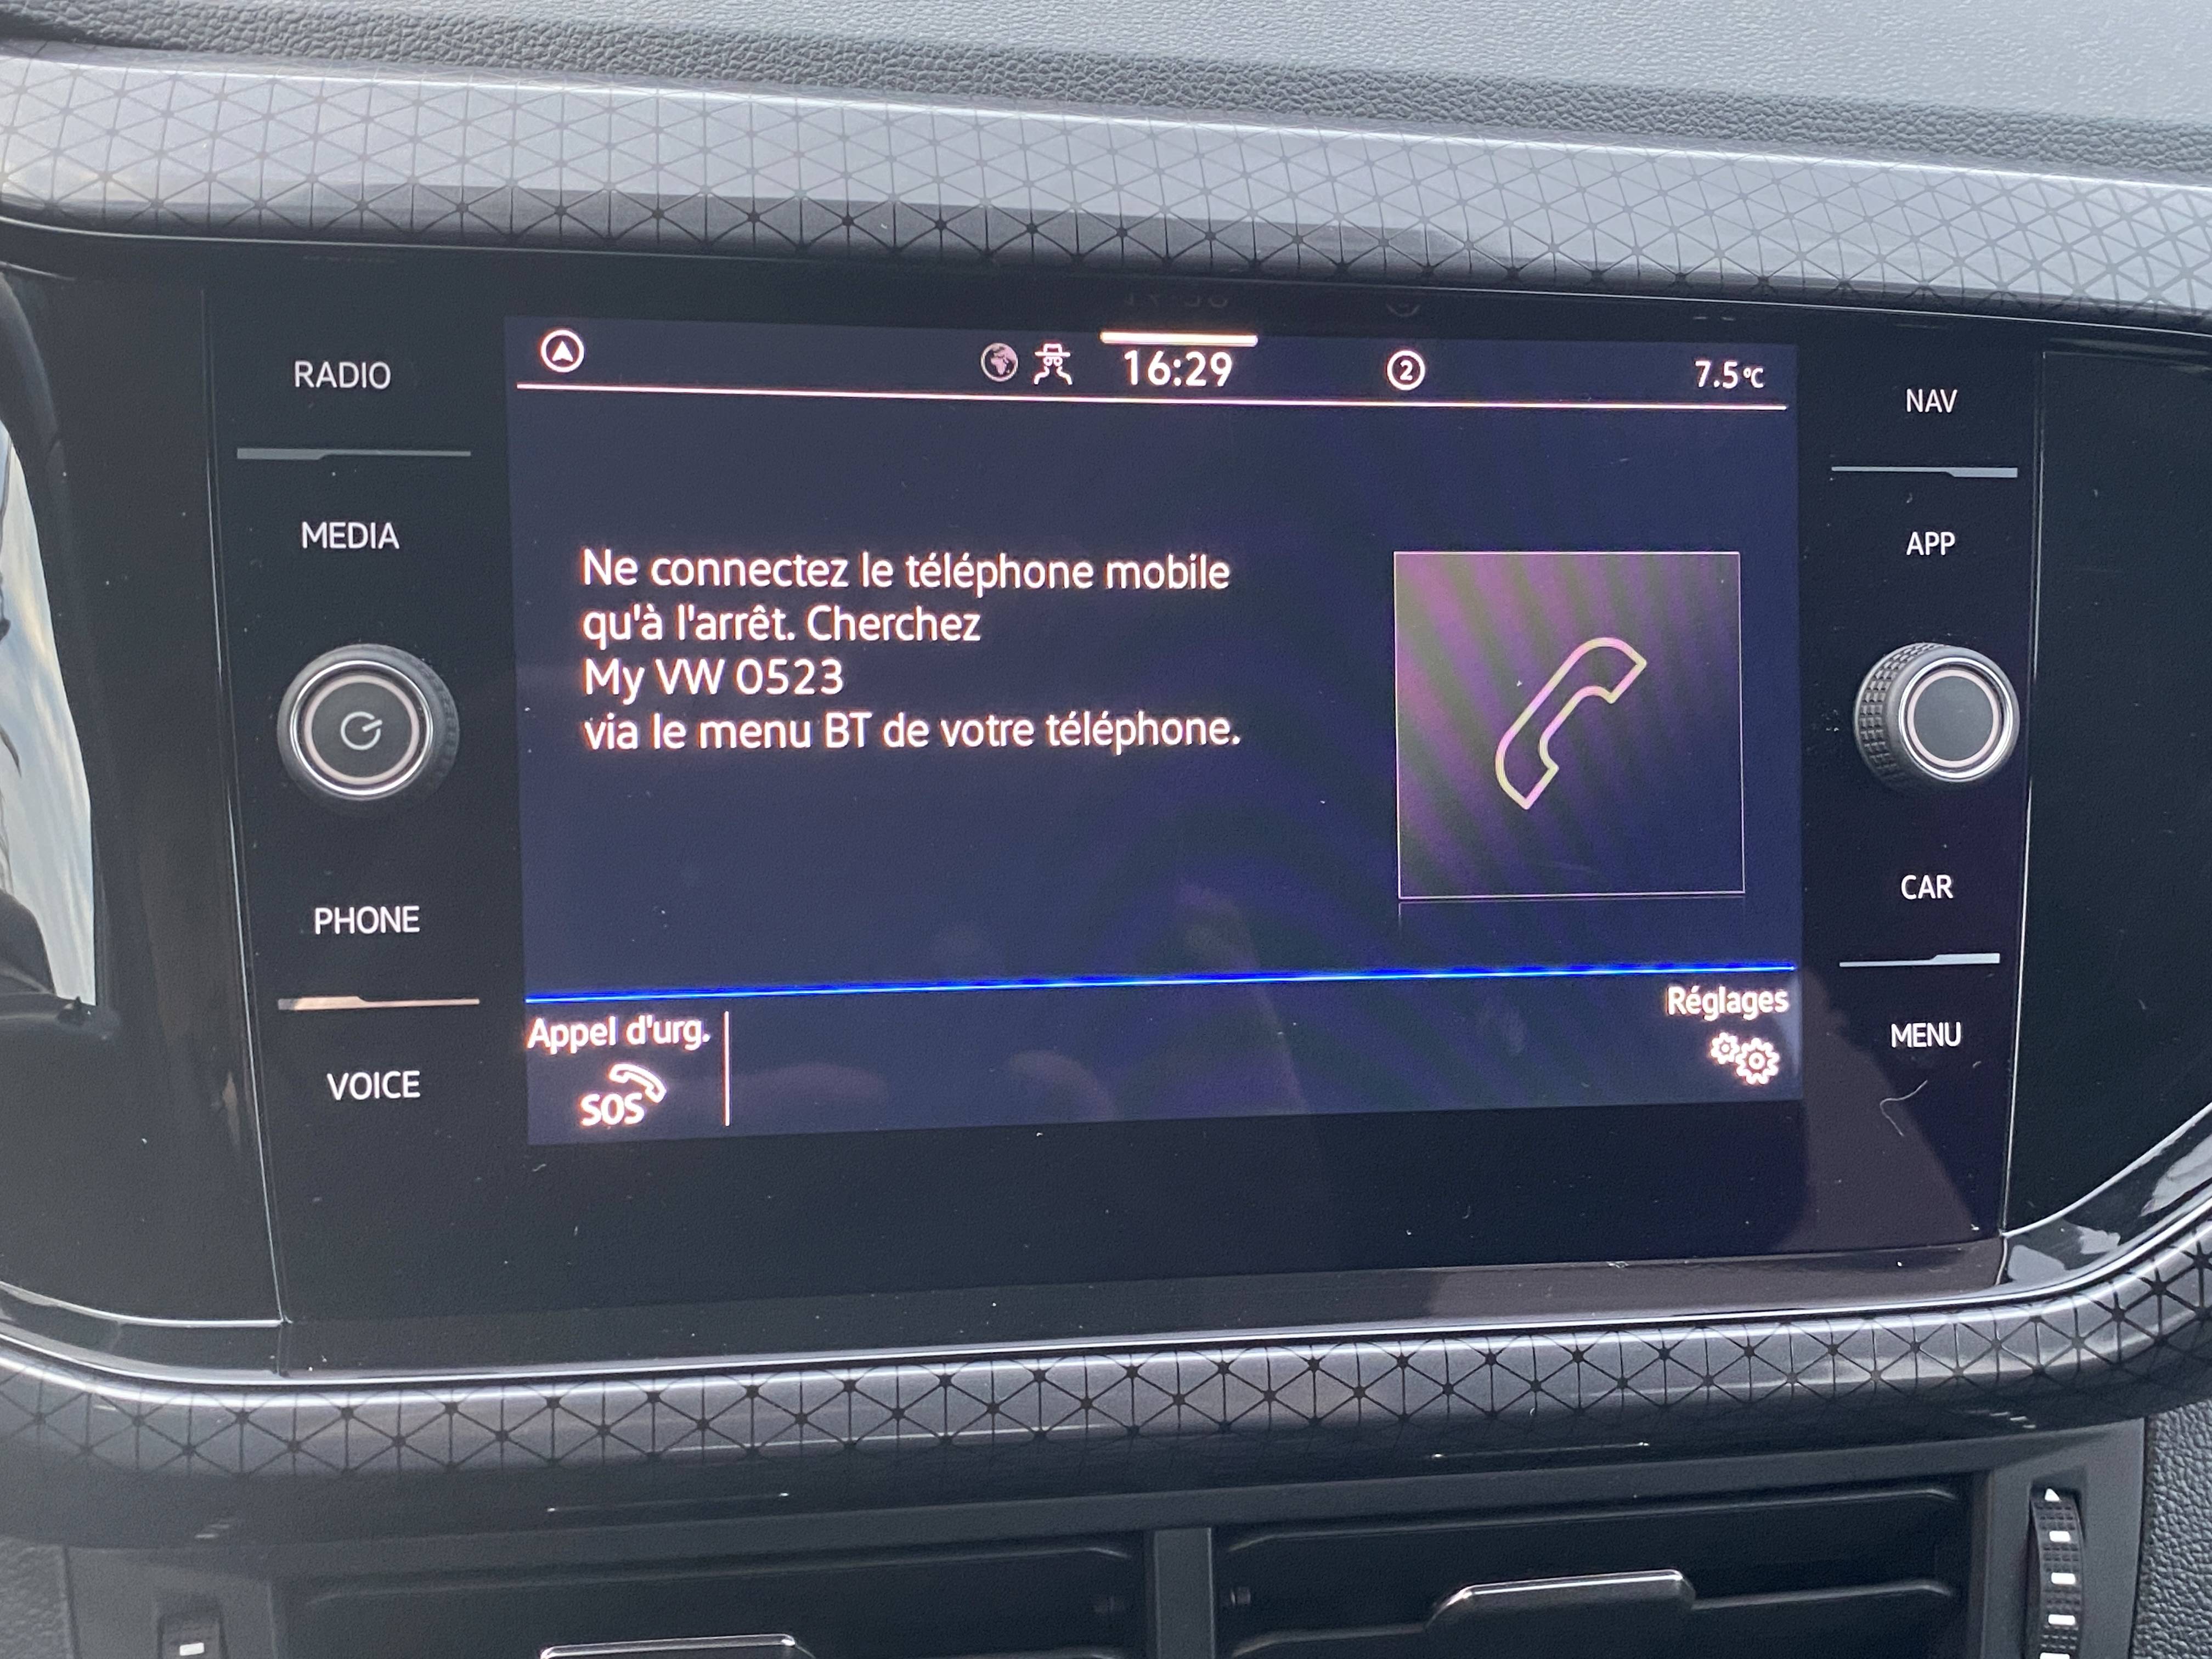 RADIO
MEDIA
PHONE
VOICE
16:29
2
7.5°C
Ne connectez le téléphone mobile
qu'à l'arrêt. Cherchez
My VW 0523
via le menu BT de votre téléphone.
Appel d'urg.
SOS
Réglages
NAV
APP
CAR
MENU